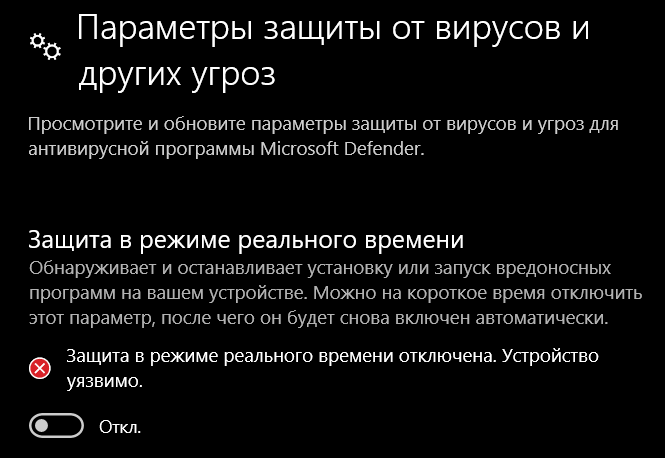 Параметры защиты от вирусов и
других угроз
Просмотрите и обновите параметры защиты от вирусов и угроз для
антивирусной программы Microsoft Defender.
Защита в режиме реального времени
Обнаруживает и останавливает установку или запуск вредоносных
программ на вашем устройстве. Можно на короткое время отключить
этот параметр, после чего он будет снова включен автоматически.
Защита в режиме реального времени отключена. Устройство
уязвимо.
Откл.